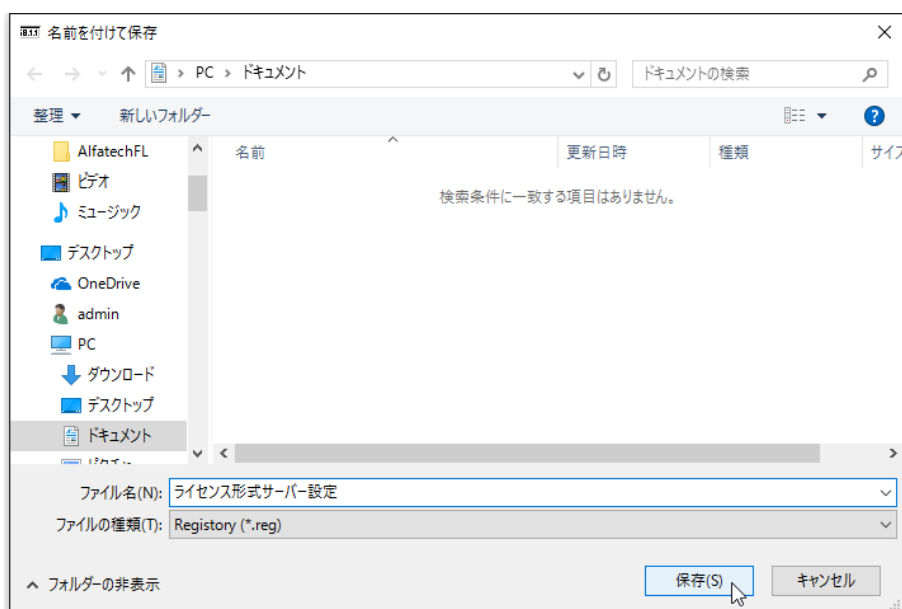 i8.1.1 名前を付けて保存
PC › ドキュメント
ドキュメントの検索
整理 新しいフォルダー
名前 更新日時 種類 サイズ
検索条件に一致する項目はありません。
AlfatechFL
ビデオ
ミュージック
デスクトップ
OneDrive
admin
PC
ダウンロード
デスクトップ
ドキュメント
ファイル名(N): ライセンス形式サーバー設定
ファイルの種類(T): Registory (*.reg)
フォルダーの非表示
保存(S) キャンセル